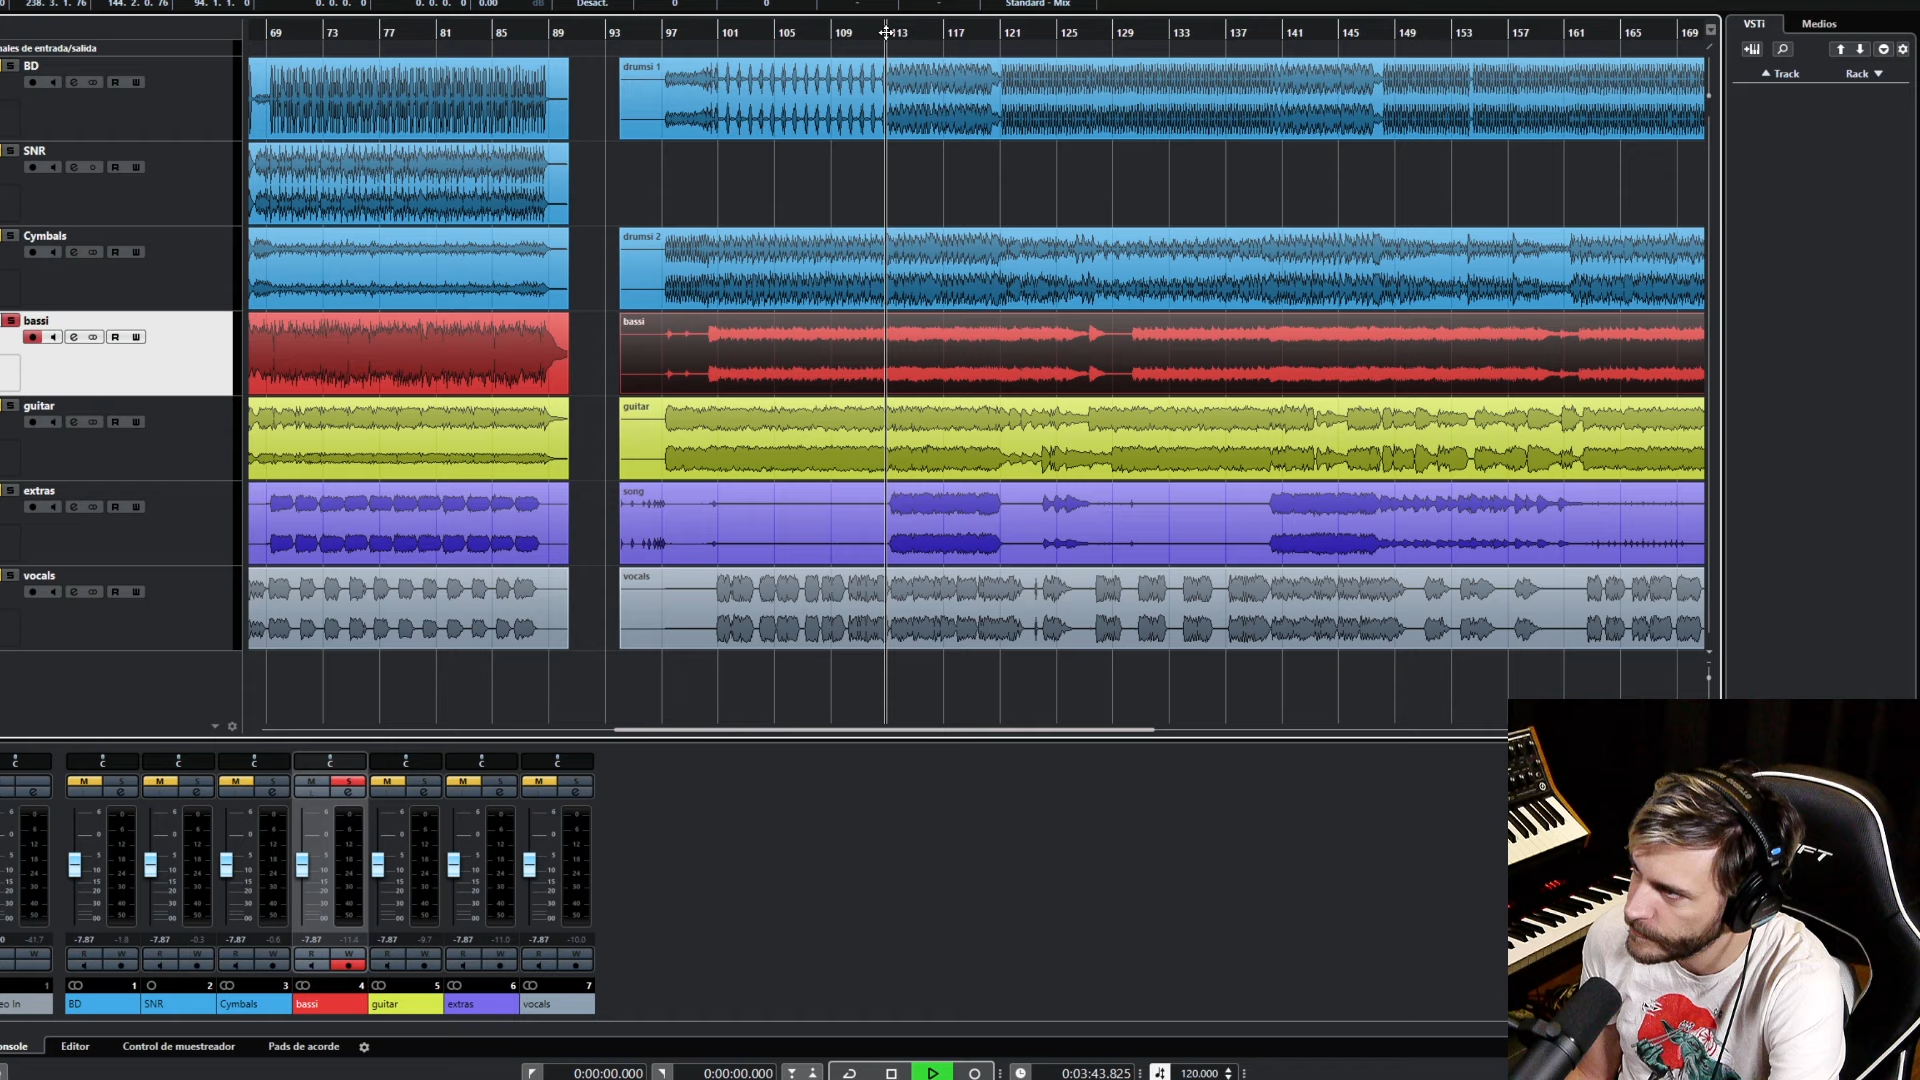 238. 3. 1. 76 144. 2. 0. 76 94. 1. 1. 0 0. 0. 0. 0 0. 0. 0. 0 0.00 dB Desact. 0 0 - - Standard - Mix
69 73 77 81 85 89 93 97 101 105 109 113 117 121 125 129 133 137 141 145 149 153 157 161 165 169
VSTi Medios
Track Rack
nales de entrada/salida
S BD
R W
drumsi 1
S SNR
R W
S Cymbals
R W
drumsi 2
S bassi
R W
bassi
S guitar
R W
guitar
S extras
R W
song
S vocals
R W
vocals
C C C C C C C C
M S M S M S M S M S M S M S
-41.7 -7.87 -1.8 -7.87 -0.3 -7.87 -0.6 -7.87 -11.4 -7.87 -9.7 -7.87 -11.0 -7.87 -10.0
W R W R W R W R W R W R W R W
1 1 2 3 4 5 6 7
eo In BD SNR Cymbals bassi guitar extras vocals
onsole Editor Control de muestreador Pads de acorde
0:00:00.000 0:00:00.000 0:03:43.825 120.000